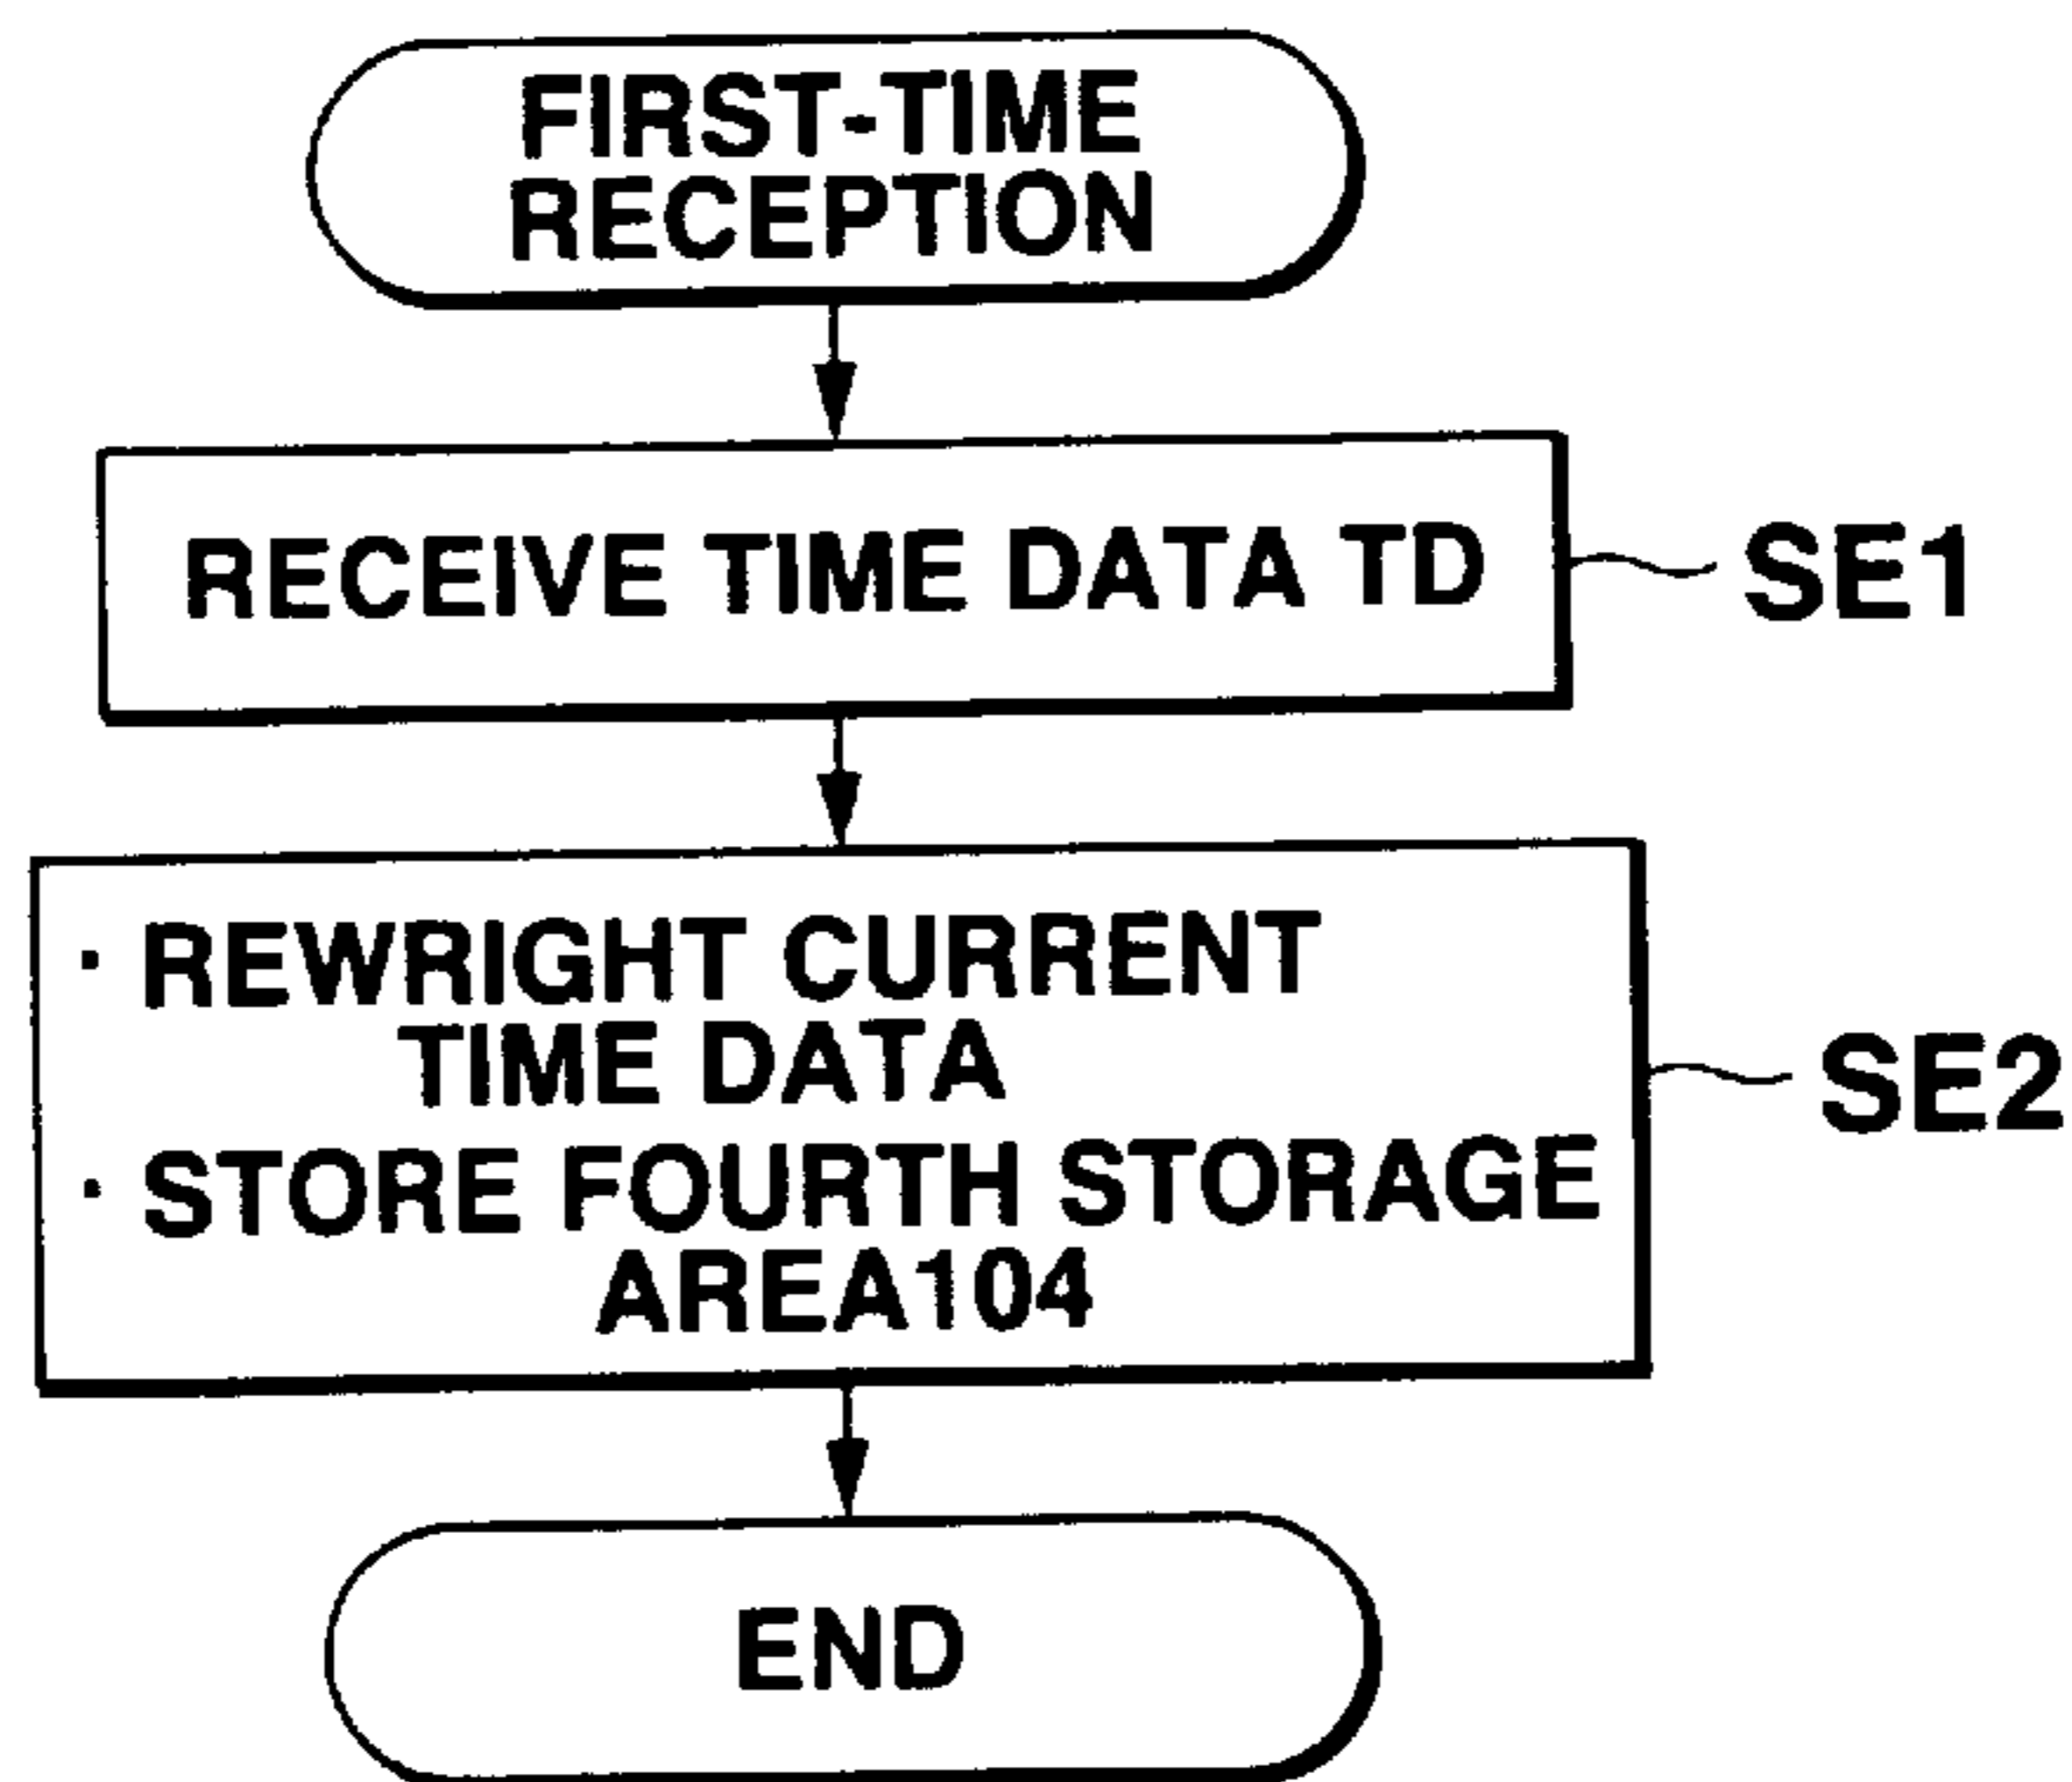 FIRST-TIME
RECEPTION
RECEIVE TIME DATA TD
SE1
· REWRIGHT CURRENT
TIME DATA
· STORE FOURTH STORAGE
AREA104
SE2
END